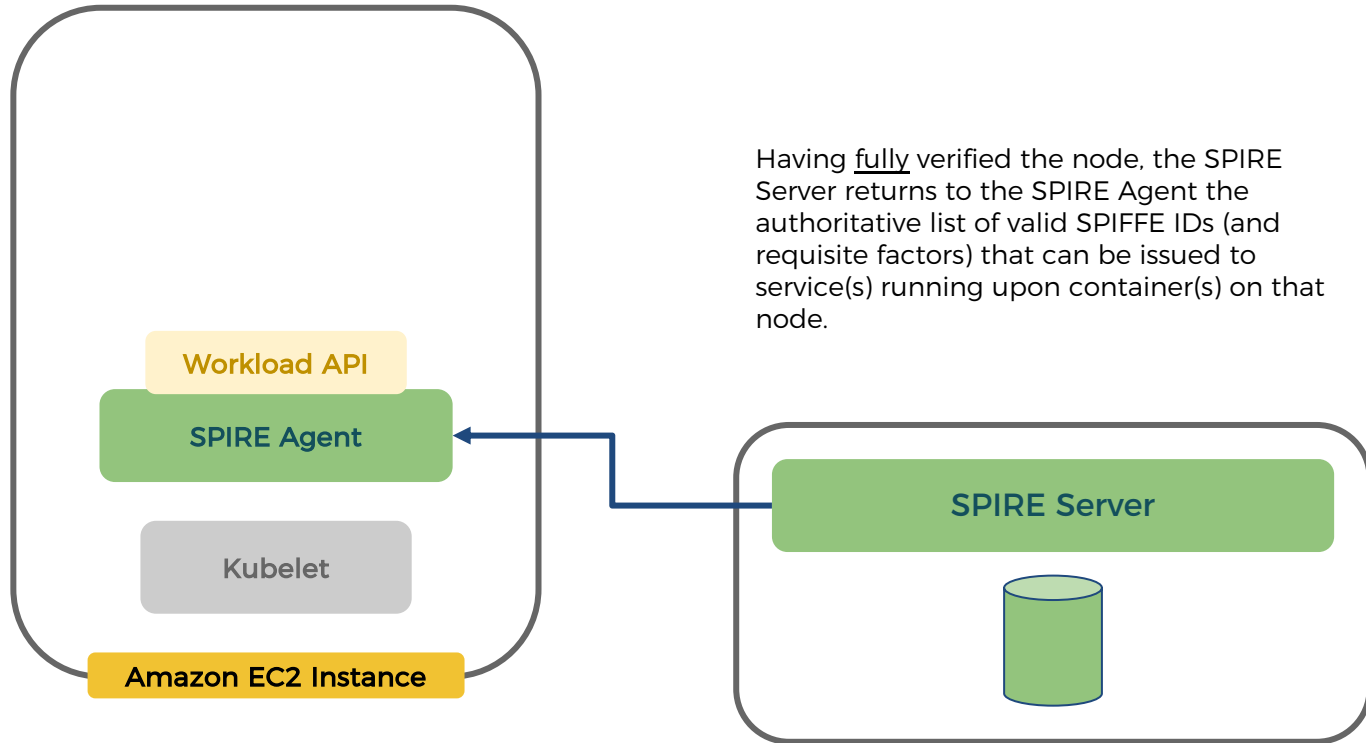 Having fully verified the node, the SPIRE
Server returns to the SPIRE Agent the
authoritative list of valid SPIFFE IDs (and
requisite factors) that can be issued to
service(s) running upon container(s) on that
node.
Workload API
SPIRE Agent
Kubelet
Amazon EC2 Instance
SPIRE Server